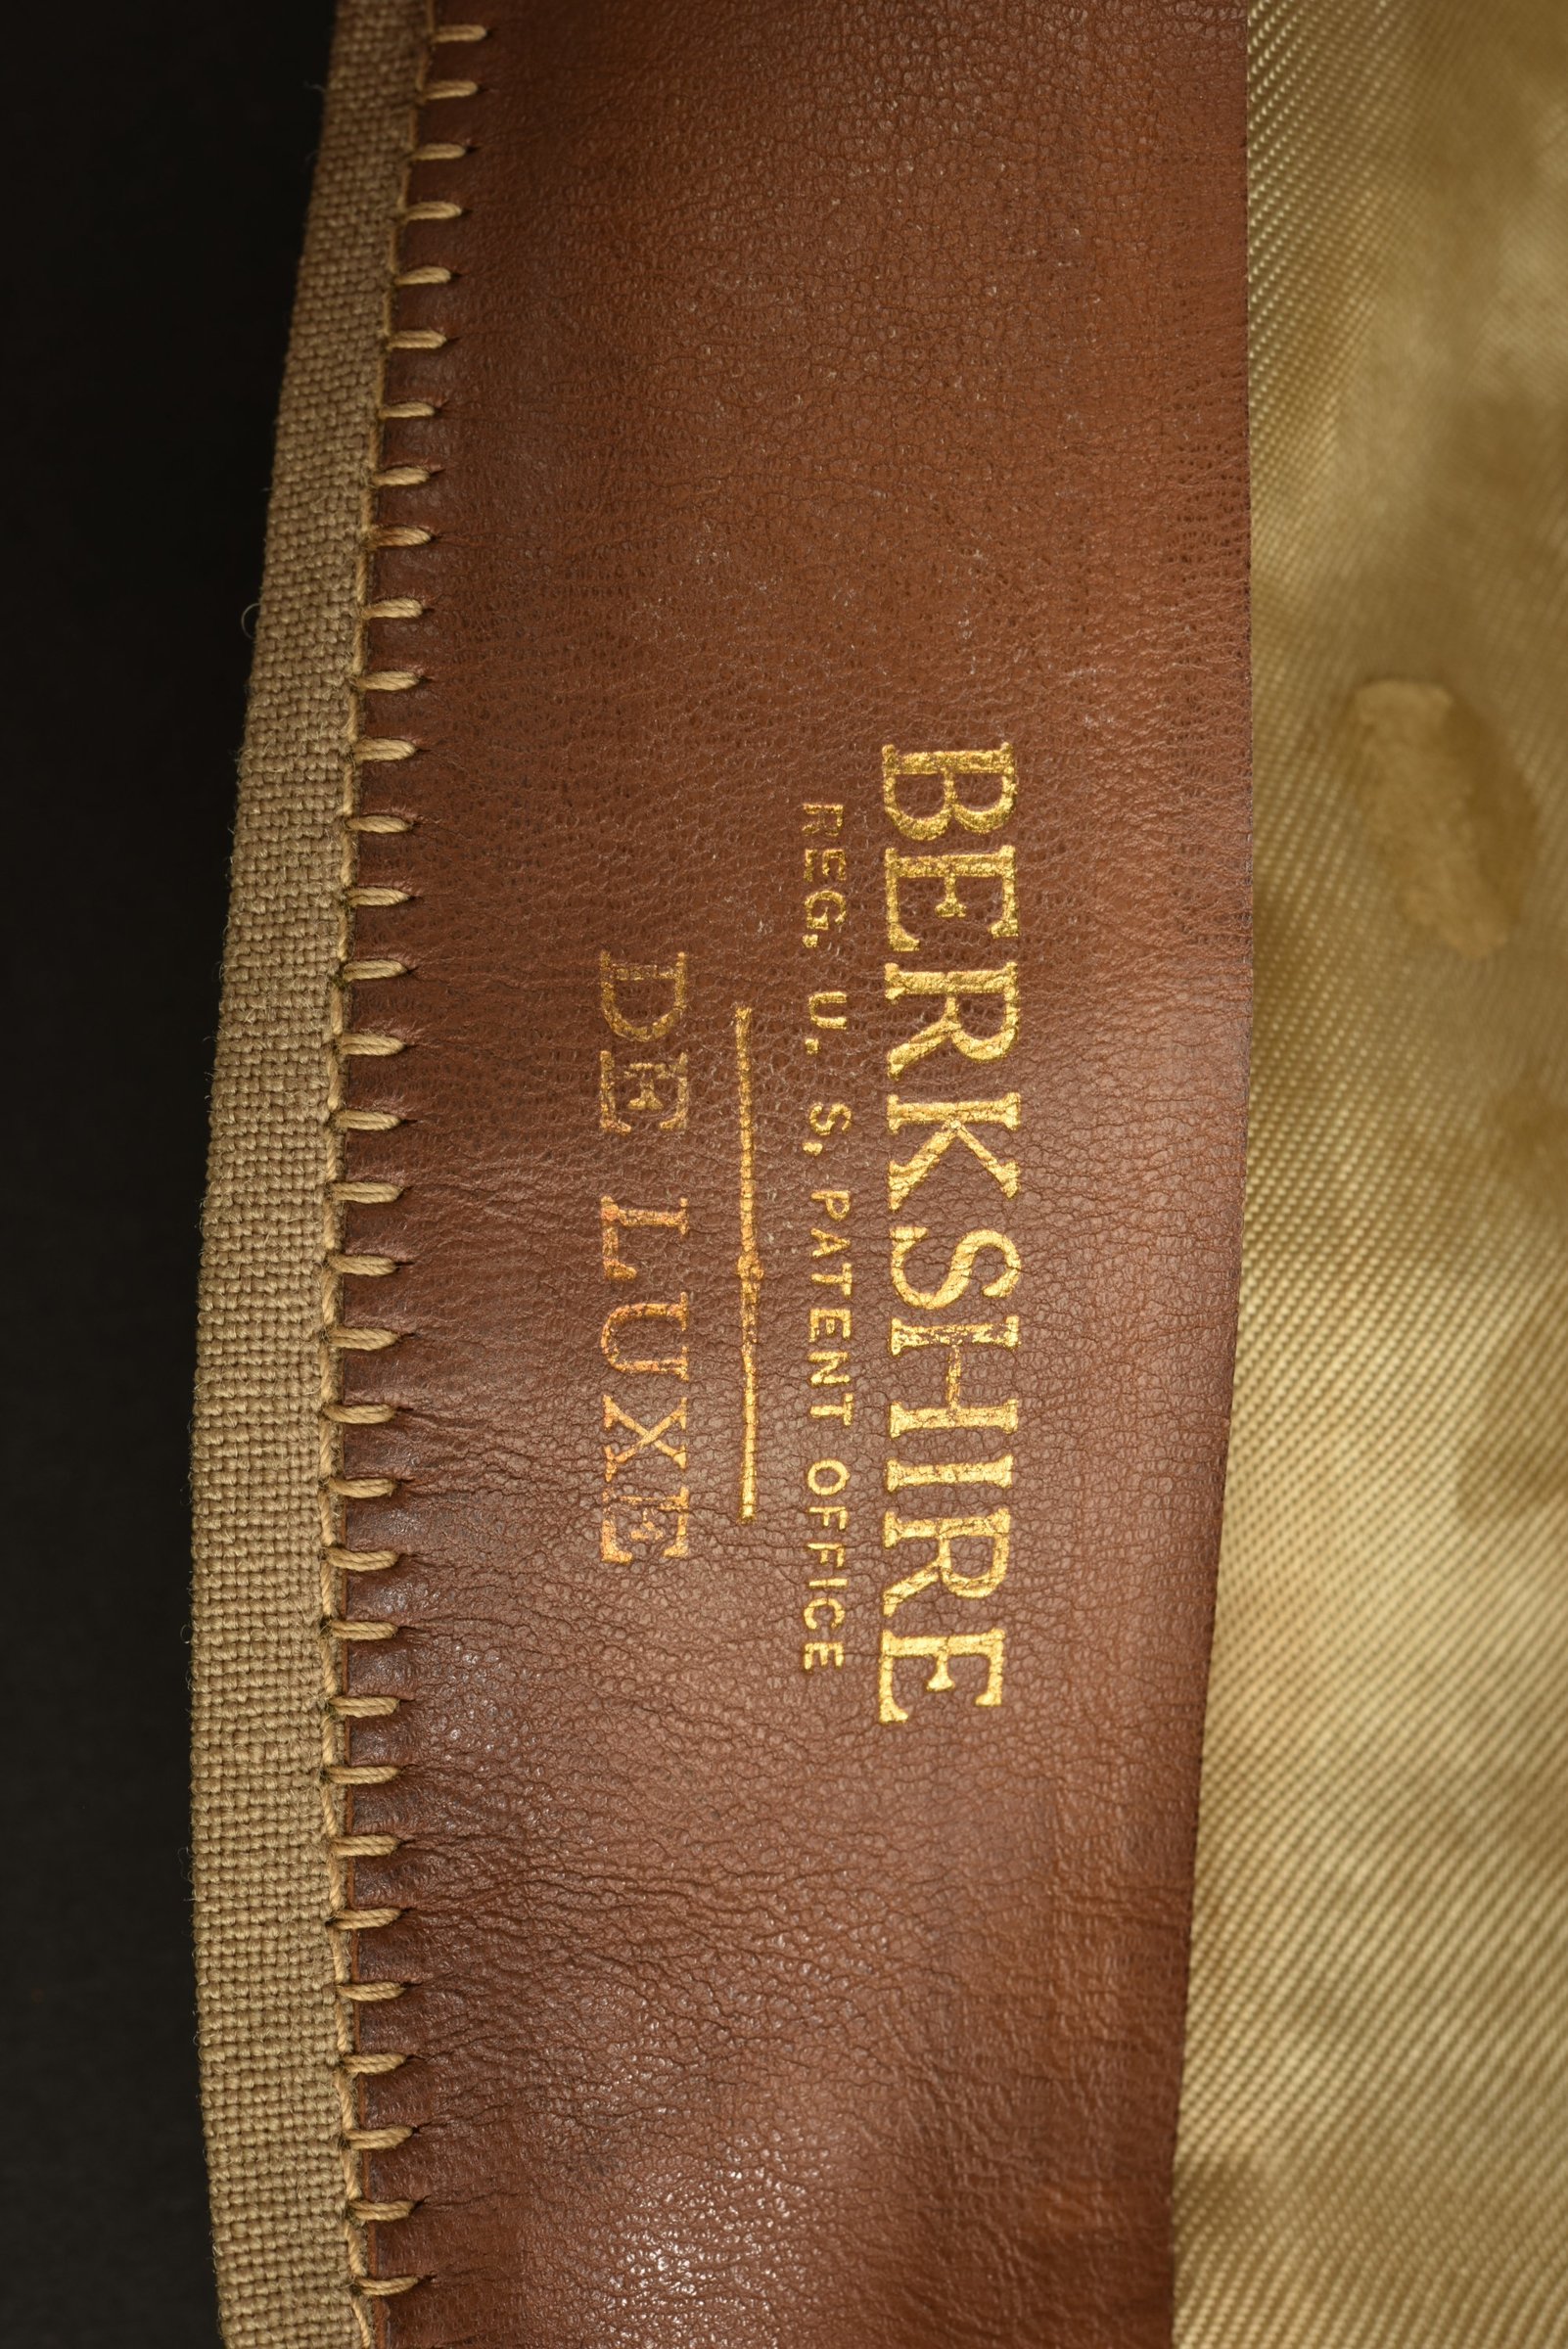 BERKSHIRE
REG. U. S. PATENT OFFICE
DE LUXE